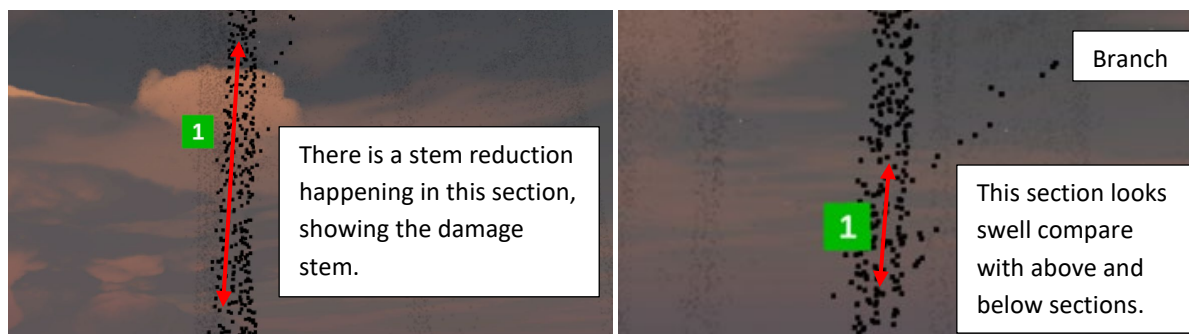 1
There is a stem reduction
happening in this section,
showing the damage
stem.
Branch
1
This section looks
swell compare
with above and
below sections.